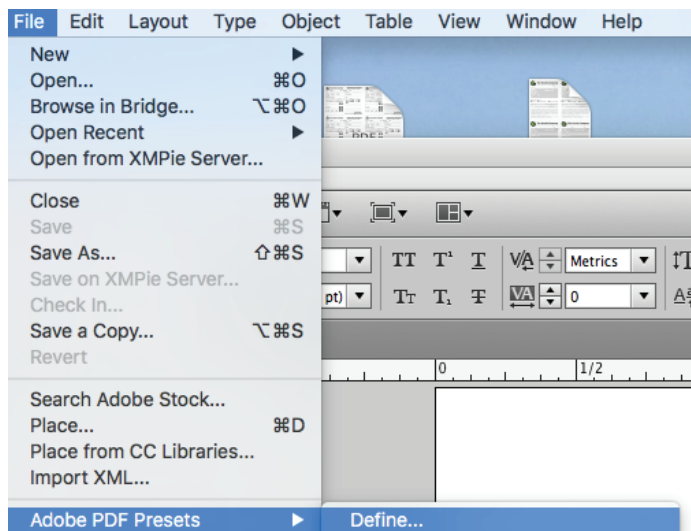 File Edit Layout Type Object Table View Window Help
New ▶
Open... ⌘O
Browse in Bridge... ⌥⌘O
Open Recent ▶
Open from XMPie Server...
Close ⌘W
Save ⌘S
Save As... ⇧⌘S
Save on XMPie Server...
Check In...
Save a Copy... ⌥⌘S
Revert
Search Adobe Stock...
Place... ⌘D
Place from CC Libraries...
Import XML...
Adobe PDF Presets ▶ Define...
PDF
TT T¹ T V/A Metrics
pt) Tт T₁ T VA 0
0 1/2